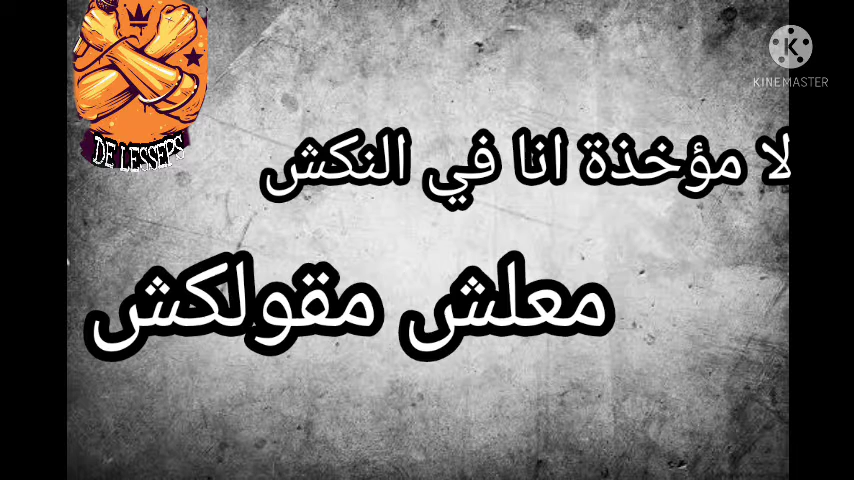 DE LESSEPS
KINEMASTER
لا مؤخذة انا في النكش
معلش مقولكش